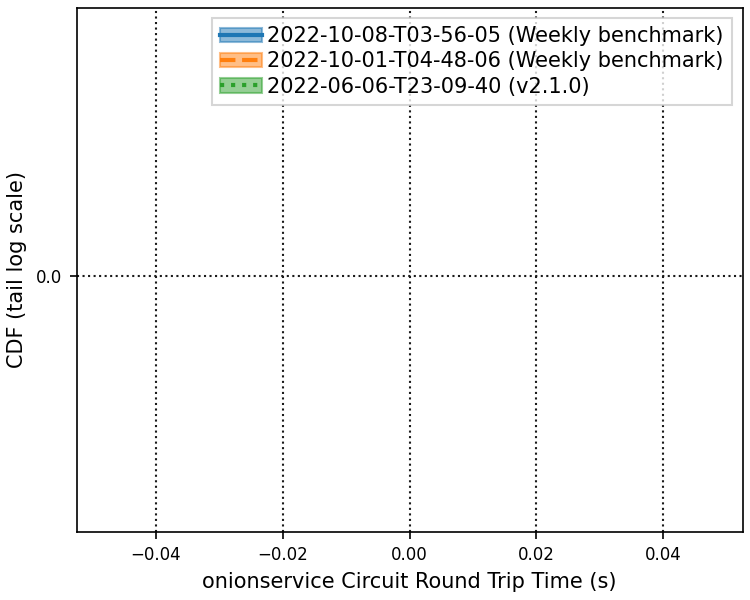 2022-10-08-T03-56-05 (Weekly benchmark)
2022-10-01-T04-48-06 (Weekly benchmark)
2022-06-06-T23-09-40 (v2.1.0)
CDF (tail log scale)
0.0
−0.04 −0.02 0.00 0.02 0.04
onionservice Circuit Round Trip Time (s)